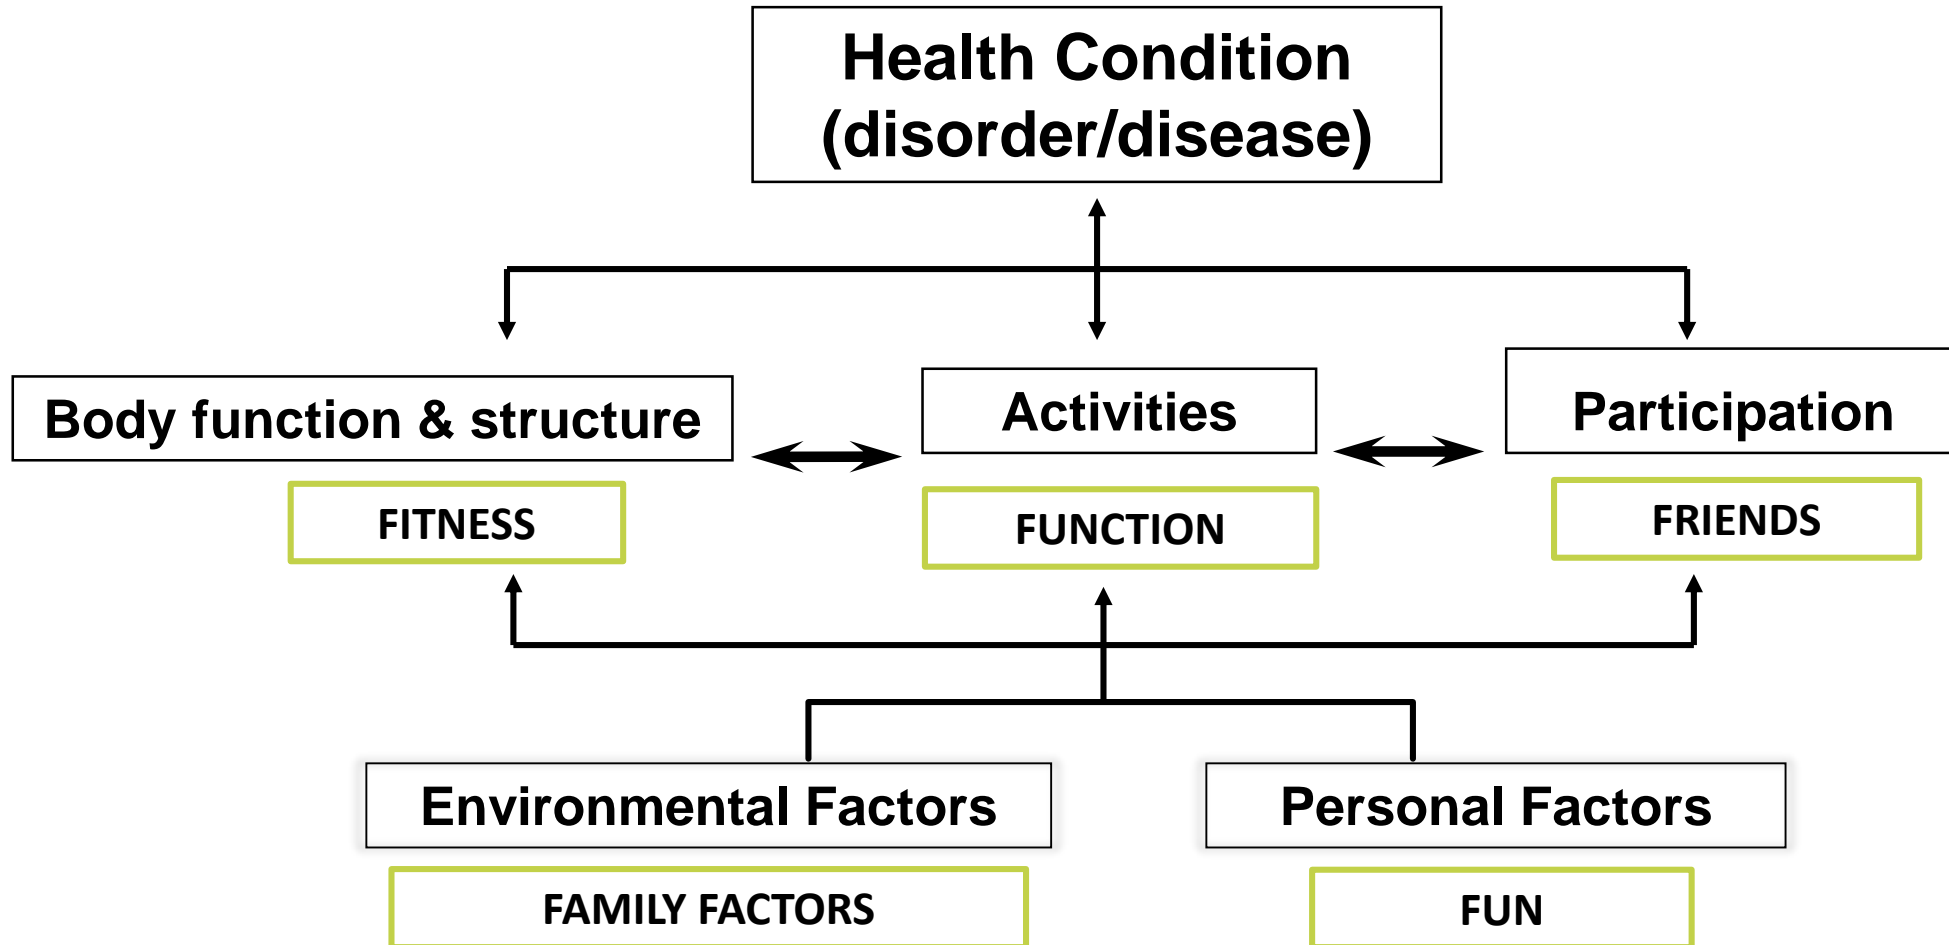 Health Condition
(disorder/disease)
Body function & structure
Activities
Participation
FITNESS
FUNCTION
FRIENDS
Environmental Factors
Personal Factors
FAMILY FACTORS
FUN